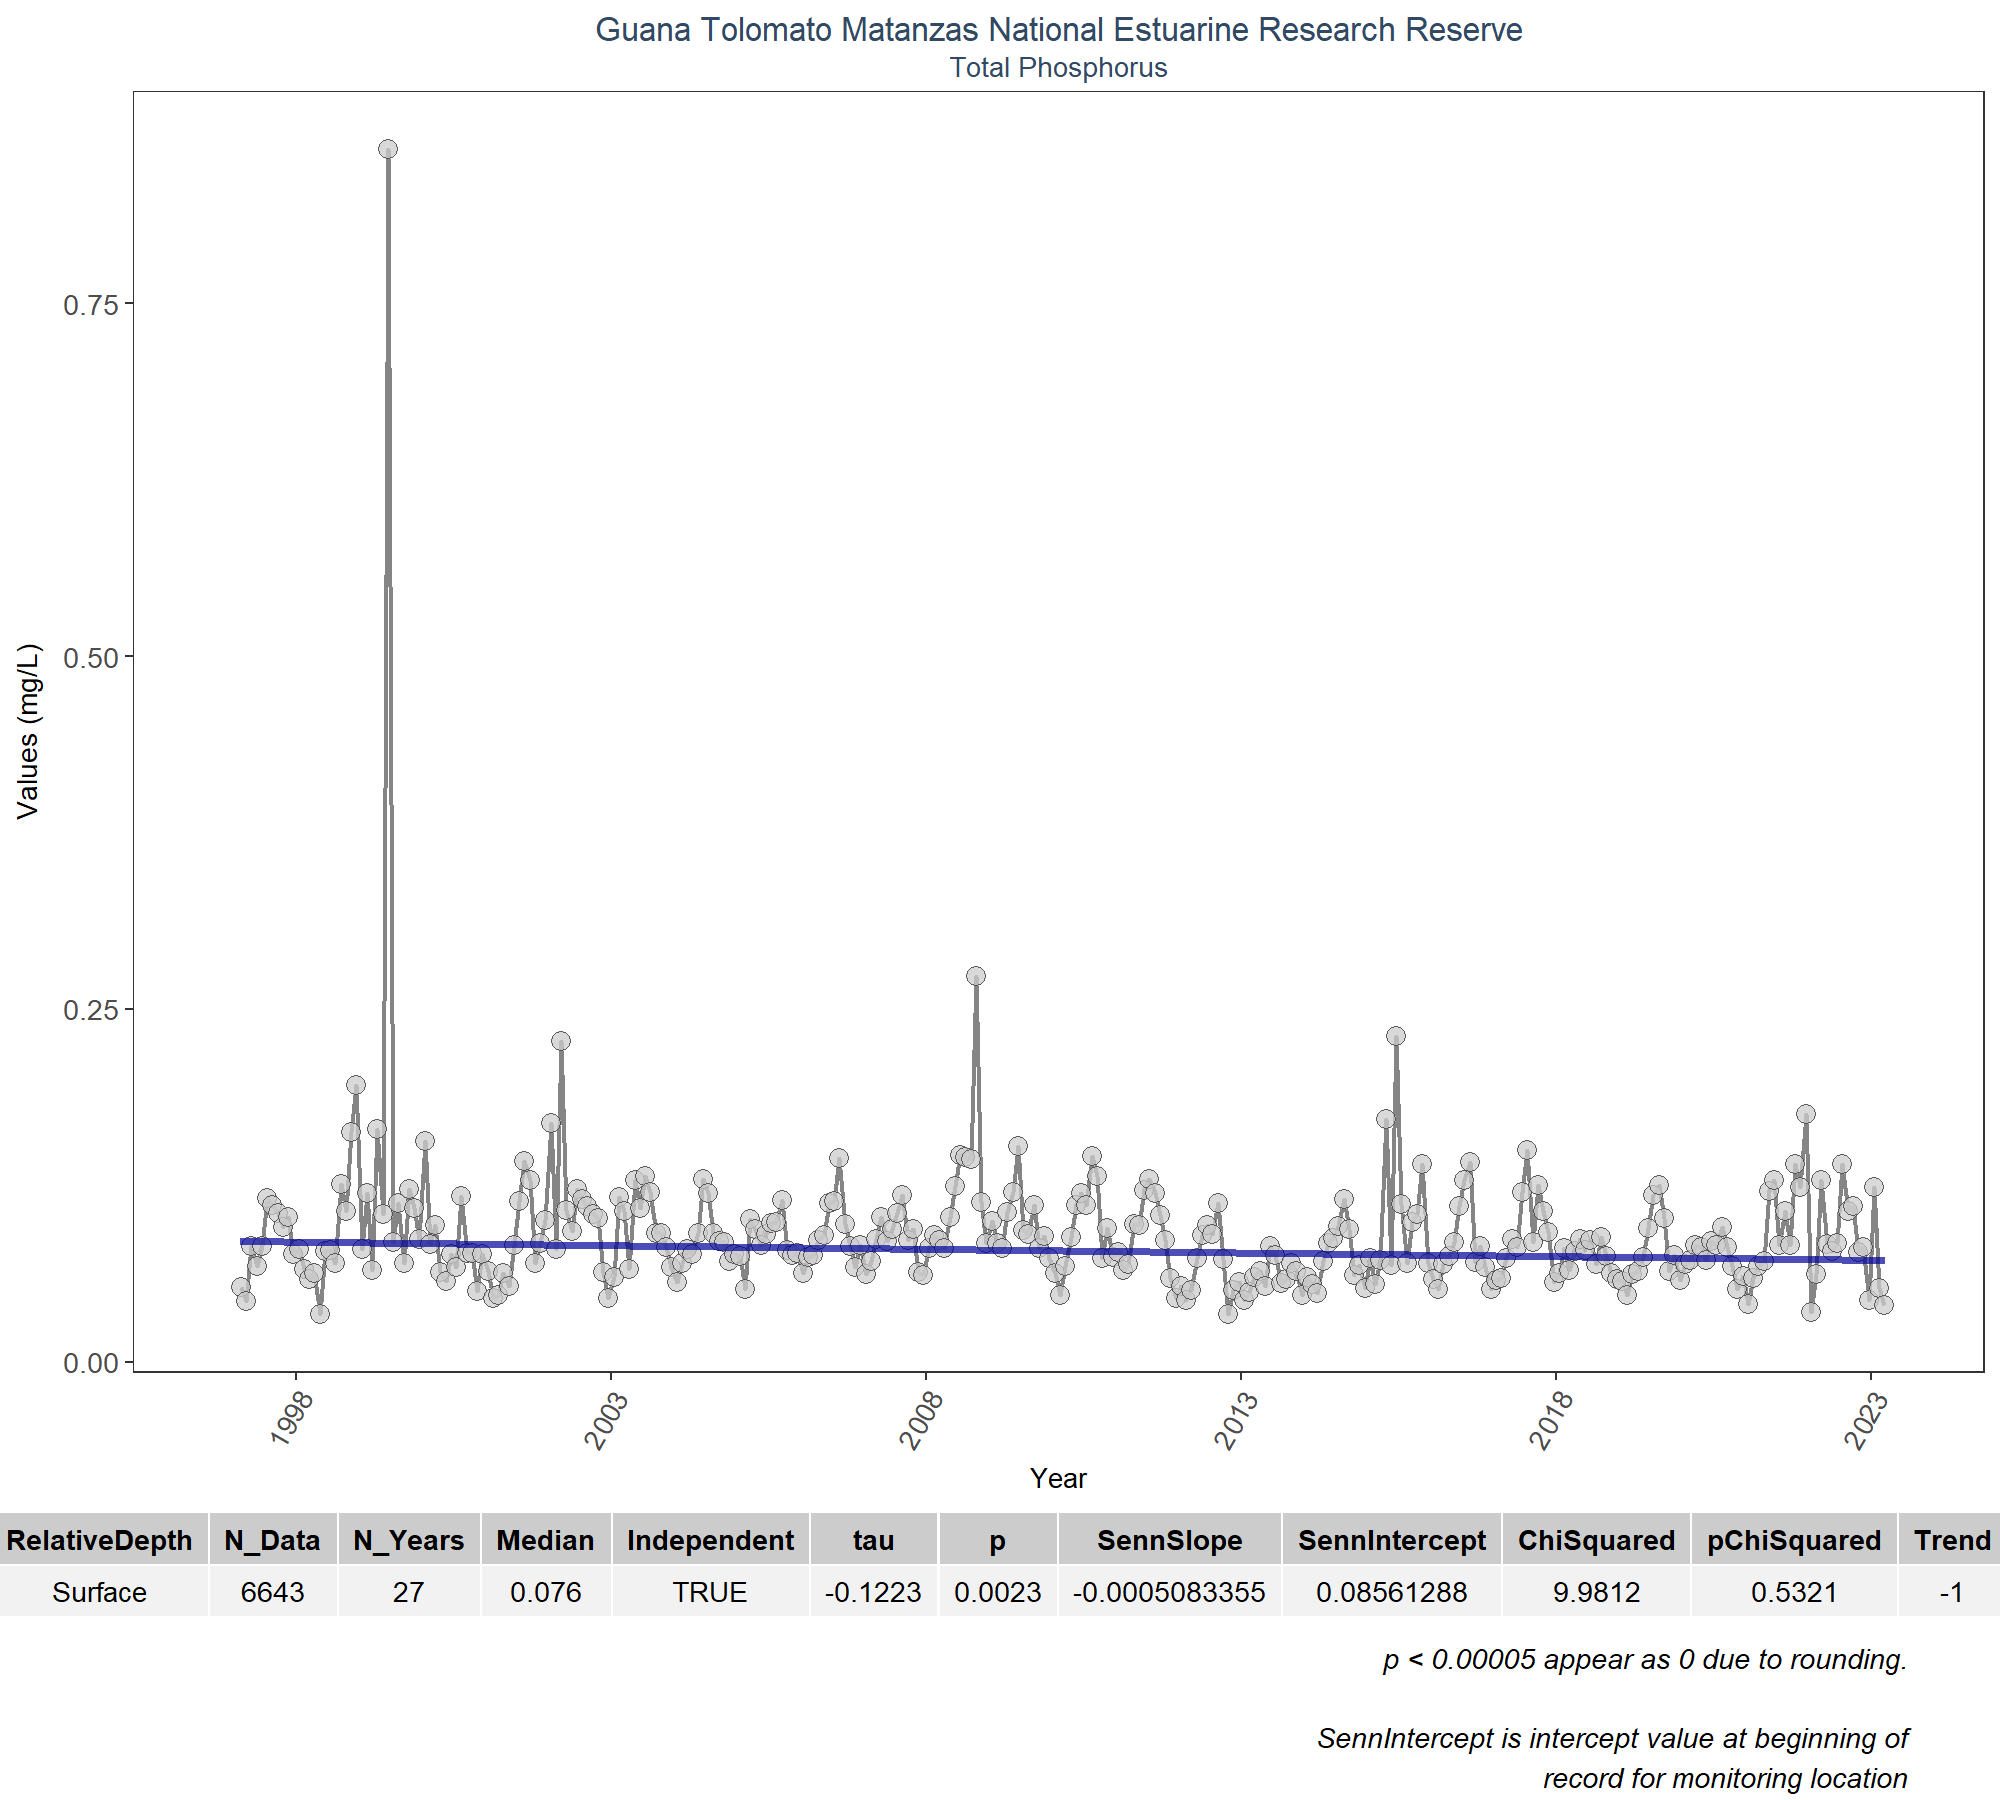 Guana Tolomato Matanzas National Estuarine Research Reserve
Total Phosphorus
0.75
0.50
0.25
0.00
Values (mg/L)
1998 2003 2008 2013 2018 2023
Year
RelativeDepth N_Data N_Years Median Independent tau p SennSlope SennIntercept ChiSquared pChiSquared Trend
Surface 6643 27 0.076 TRUE -0.1223 0.0023 -0.0005083355 0.08561288 9.9812 0.5321 -1
p < 0.00005 appear as 0 due to rounding.
SennIntercept is intercept value at beginning of
record for monitoring location